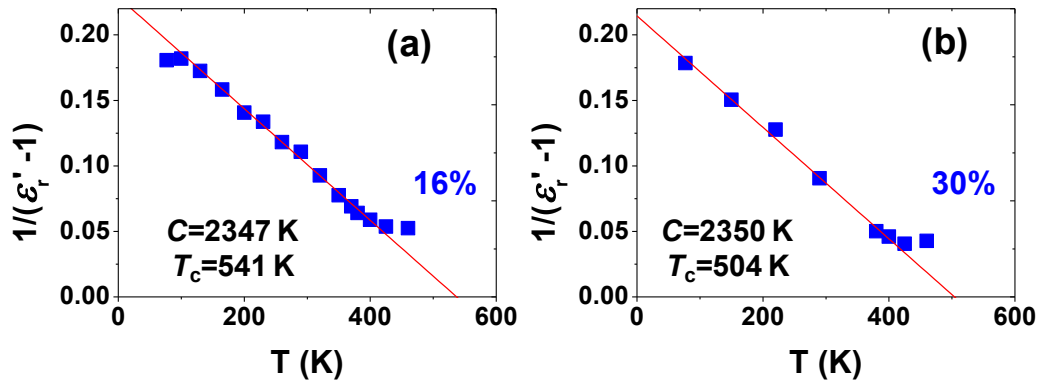 (a)
0.20
0.15
0.10
0.05
0.00
1/(εr' -1)
16%
C=2347 K
Tc=541 K
0 200 400 600
T (K)
(b)
0.20
0.15
0.10
0.05
0.00
1/(εr' -1)
30%
C=2350 K
Tc=504 K
0 200 400 600
T (K)